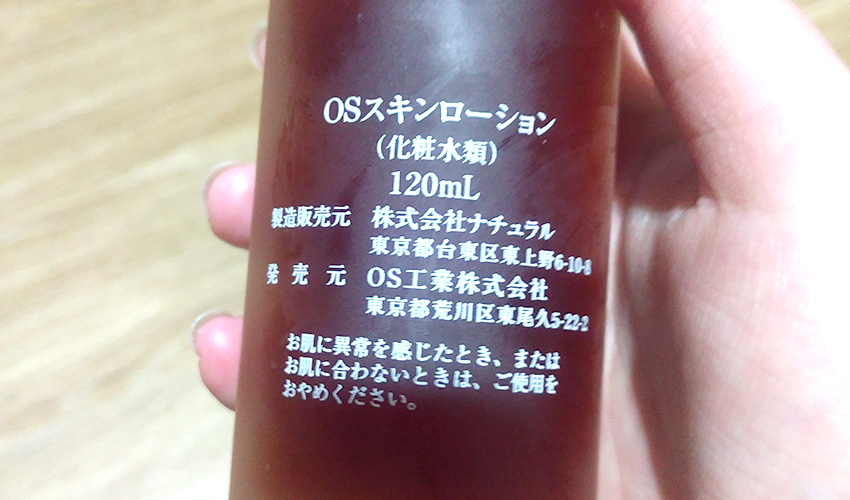 OSスキンローション
(化粧水類)
120mL
製造販売元 株式会社ナチュラル
東京都台東区東上野6-10-8
発売元 OS工業株式会社
東京都荒川区東尾久5-22-2
お肌に異常を感じたとき、または
お肌に合わないときは、ご使用を
おやめください。